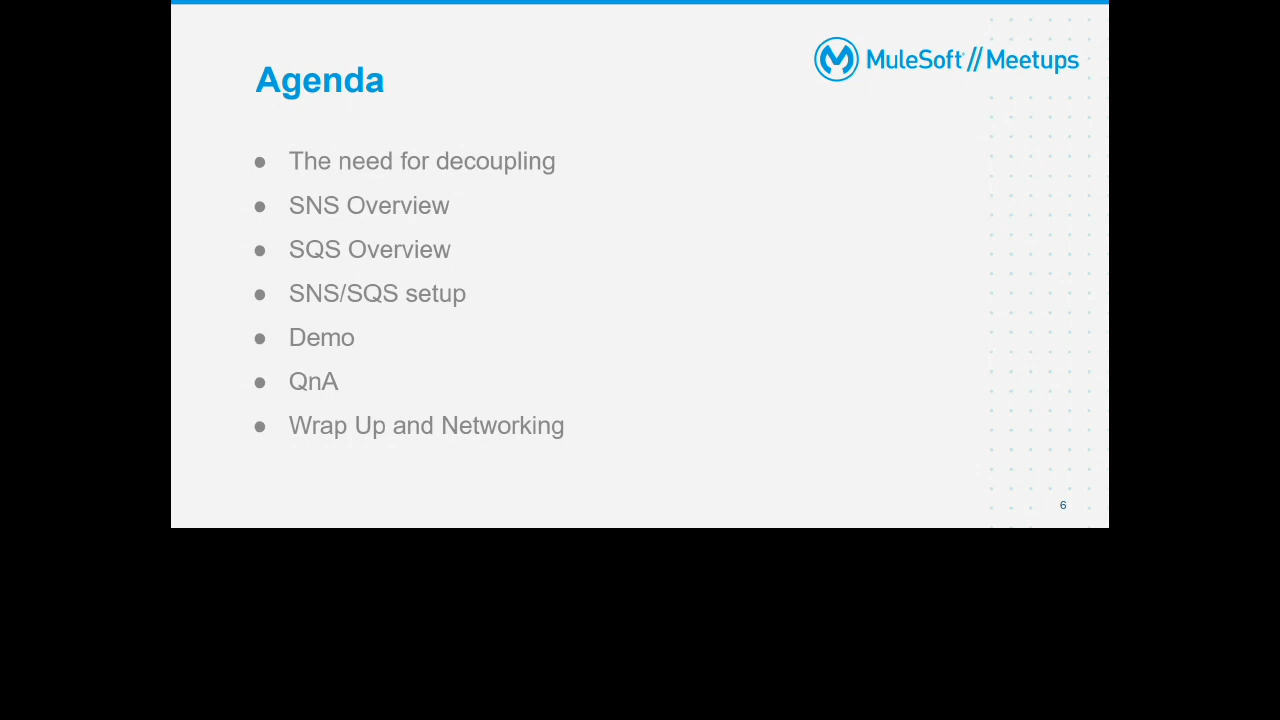 MuleSoft // Meetups
Agenda
● The need for decoupling
● SNS Overview
● SQS Overview
● SNS/SQS setup
● Demo
● QnA
● Wrap Up and Networking
6